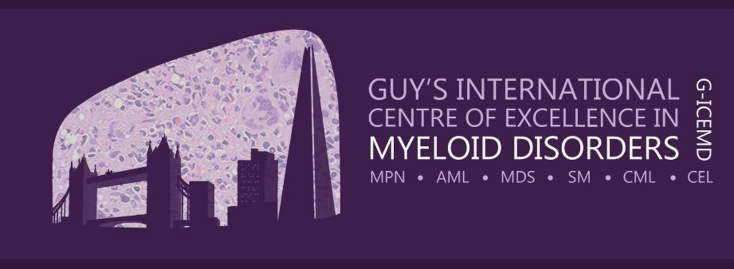 GUY'S INTERNATIONAL
CENTRE OF EXCELLENCE IN
MYELOID DISORDERS
MPN • AML • MDS • SM • CML • CEL
G-ICEMD